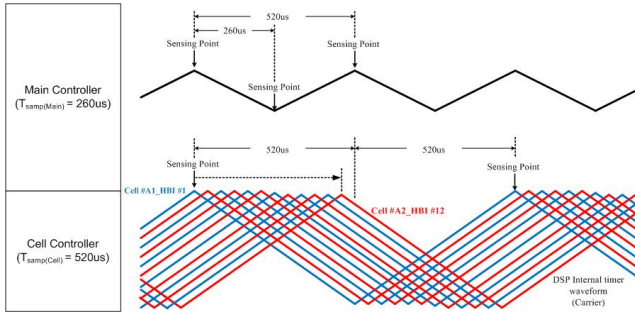 520us
260us
Sensing Point
Sensing Point
Sensing Point
Main Controller
(Tsamp(Main) = 260us)
520us
520us
Sensing Point
Sensing Point
Cell #A1_HBI #1
Cell #A2_HBI #12
Cell Controller
(Tsamp(Cell) = 520us)
DSP Internal timer
waveform
(Carrier)